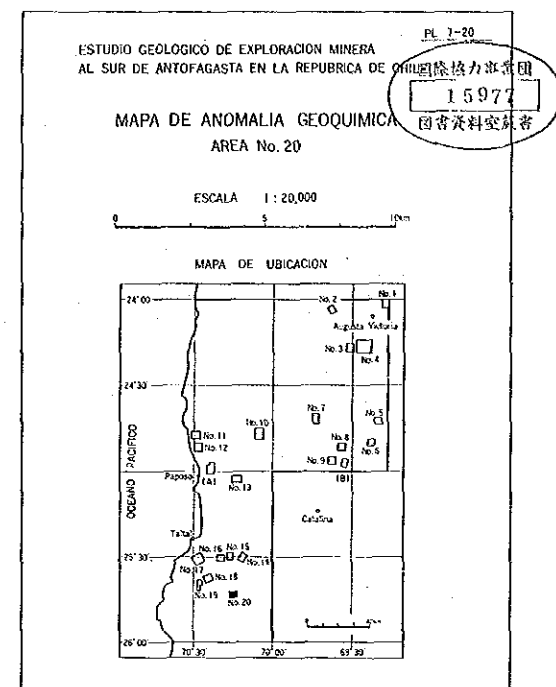 PL 7-20
ESTUDIO GEOLOGICO DE EXPLORACION MINERA
AL SUR DE ANTOFAGASTA EN LA REPUBRICA DE CHILE
国際協力事業団
15977
図書資料室蔵書
MAPA DE ANOMALIA GEOQUIMICA
AREA No. 20
ESCALA 1 : 20,000
0 5 10km
MAPA DE UBICACION
24°00'
No.2
No.1
Augusta Victoria
No.3
No.4
24°30'
No.7
No.5
No.10
No.11
No.8
No.6
No.12
No.9
OCEANO PACIFICO
Paposo
(A)
(B)
No.13
Catalina
Taltal
25°30'
No.16
No.15
No.14
No.17
No.18
No.19
No.20
0
26°00'
70°30'
70°00'
69°30'